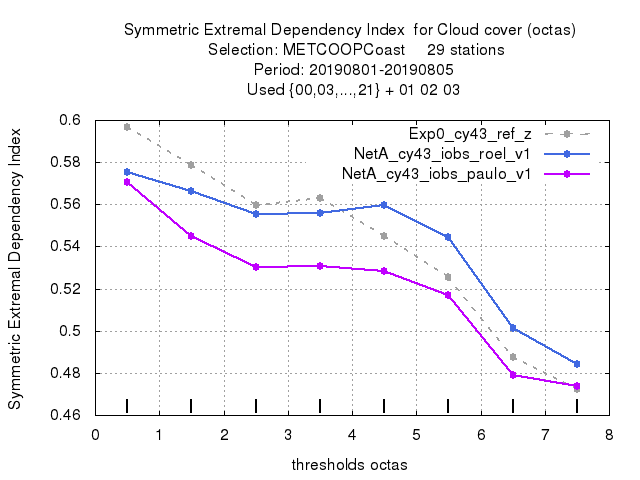 Symmetric Extremal Dependency Index  for Cloud cover (octas)
Selection: METCOOPCoast     29 stations
Period: 20190801-20190805
Used {00,03,...,21} + 01 02 03
Symmetric Extremal Dependency Index
0.6
0.58
0.56
0.54
0.52
0.5
0.48
0.46
Exp0_cy43_ref_z
NetA_cy43_iobs_roel_v1
NetA_cy43_iobs_paulo_v1
0 1 2 3 4 5 6 7 8
thresholds octas